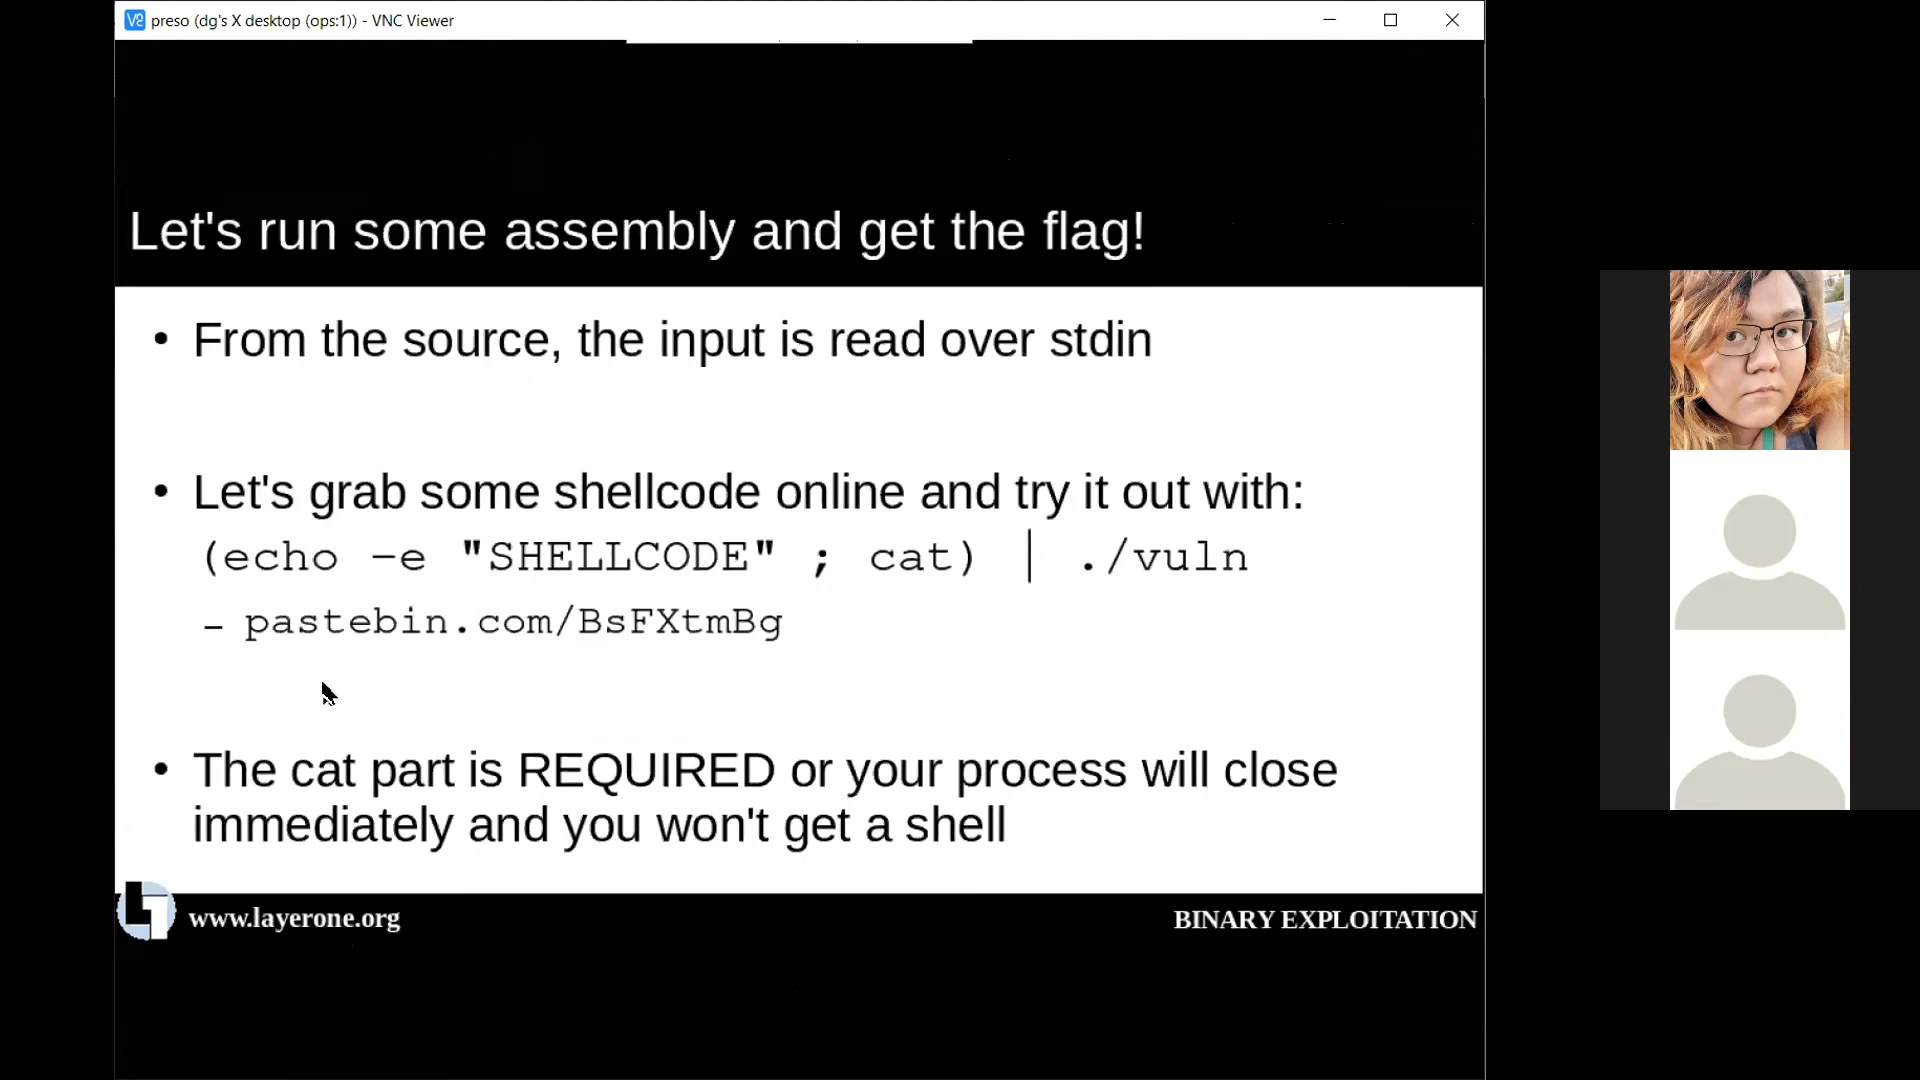 preso (dg's X desktop (ops:1)) - VNC Viewer
Let's run some assembly and get the flag!
• From the source, the input is read over stdin
• Let's grab some shellcode online and try it out with:
(echo –e "SHELLCODE" ; cat) | ./vuln
– pastebin.com/BsFXtmBg
• The cat part is REQUIRED or your process will close
immediately and you won't get a shell
www.layerone.org
BINARY EXPLOITATION